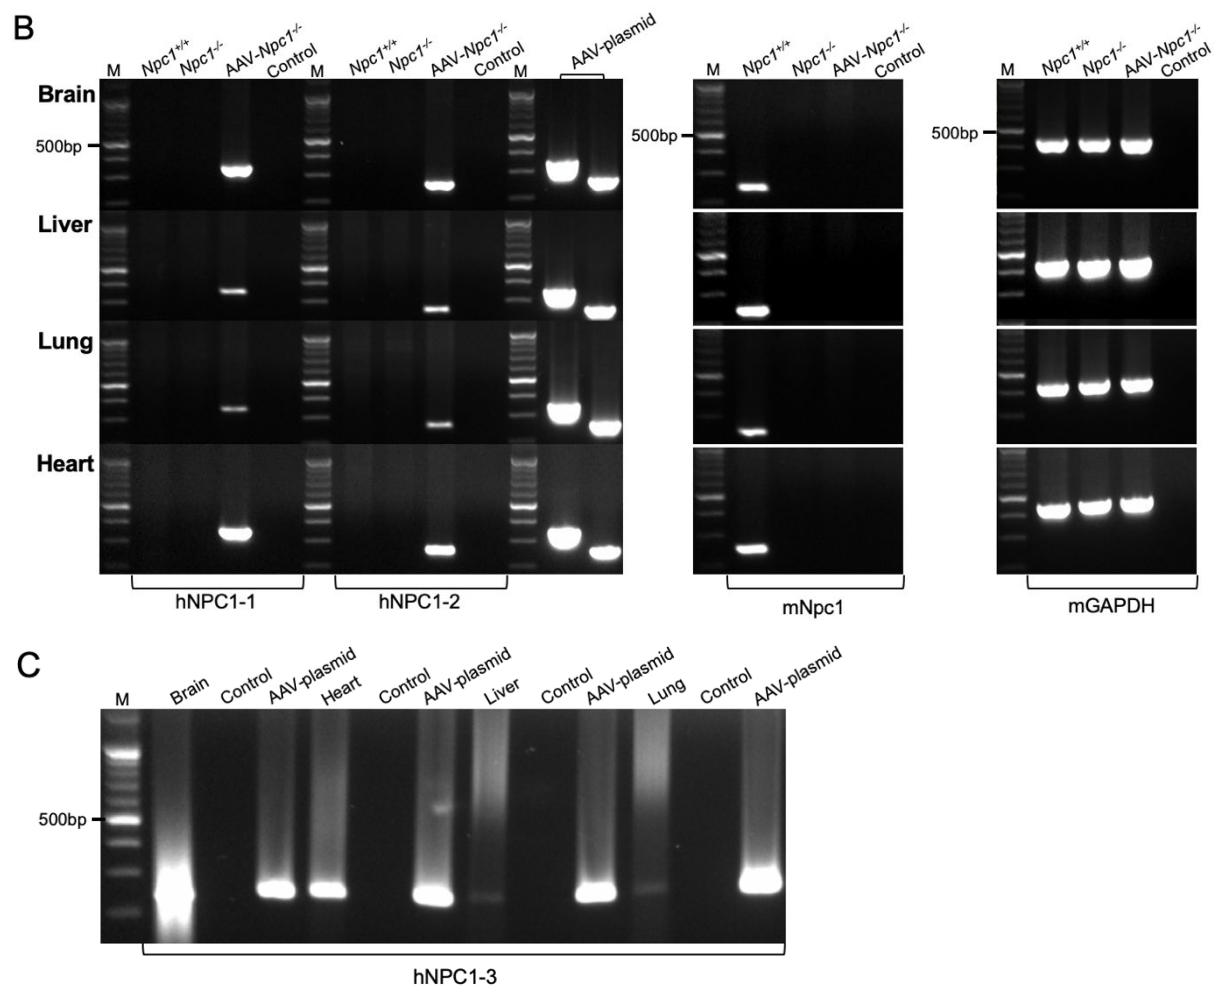 B
M Npc1+/+ Npc1-/- AAV-Npc1-/- Control M Npc1+/+ Npc1-/- AAV-Npc1-/- Control M AAV-plasmid M Npc1+/+ Npc1-/- AAV-Npc1-/- Control M Npc1+/+ Npc1-/- AAV-Npc1-/- Control
Brain
500bp 500bp 500bp
Liver
Lung
Heart
hNPC1-1 hNPC1-2 mNpc1 mGAPDH
C
M Brain Control AAV-plasmid Heart Control AAV-plasmid Liver Control AAV-plasmid Lung Control AAV-plasmid
500bp
hNPC1-3